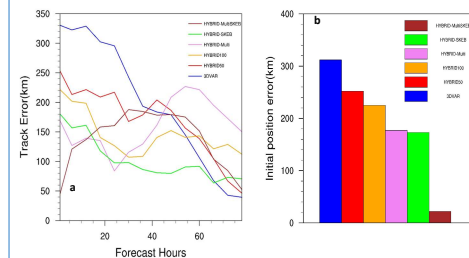 350
300
250
200
150
100
50
0
Track Error(km)
20
40
60
Forecast Hours
a
HYBRID-MultiSKEB
HYBRID-SKEB
HYBRID-Multi
HYBRID100
HYBRID50
3DVAR
b
400
300
200
100
0
Initial position error(km)
HYBRID-MultiSKEB
HYBRID-SKEB
HYBRID-Multi
HYBRID100
HYBRID50
3DVAR